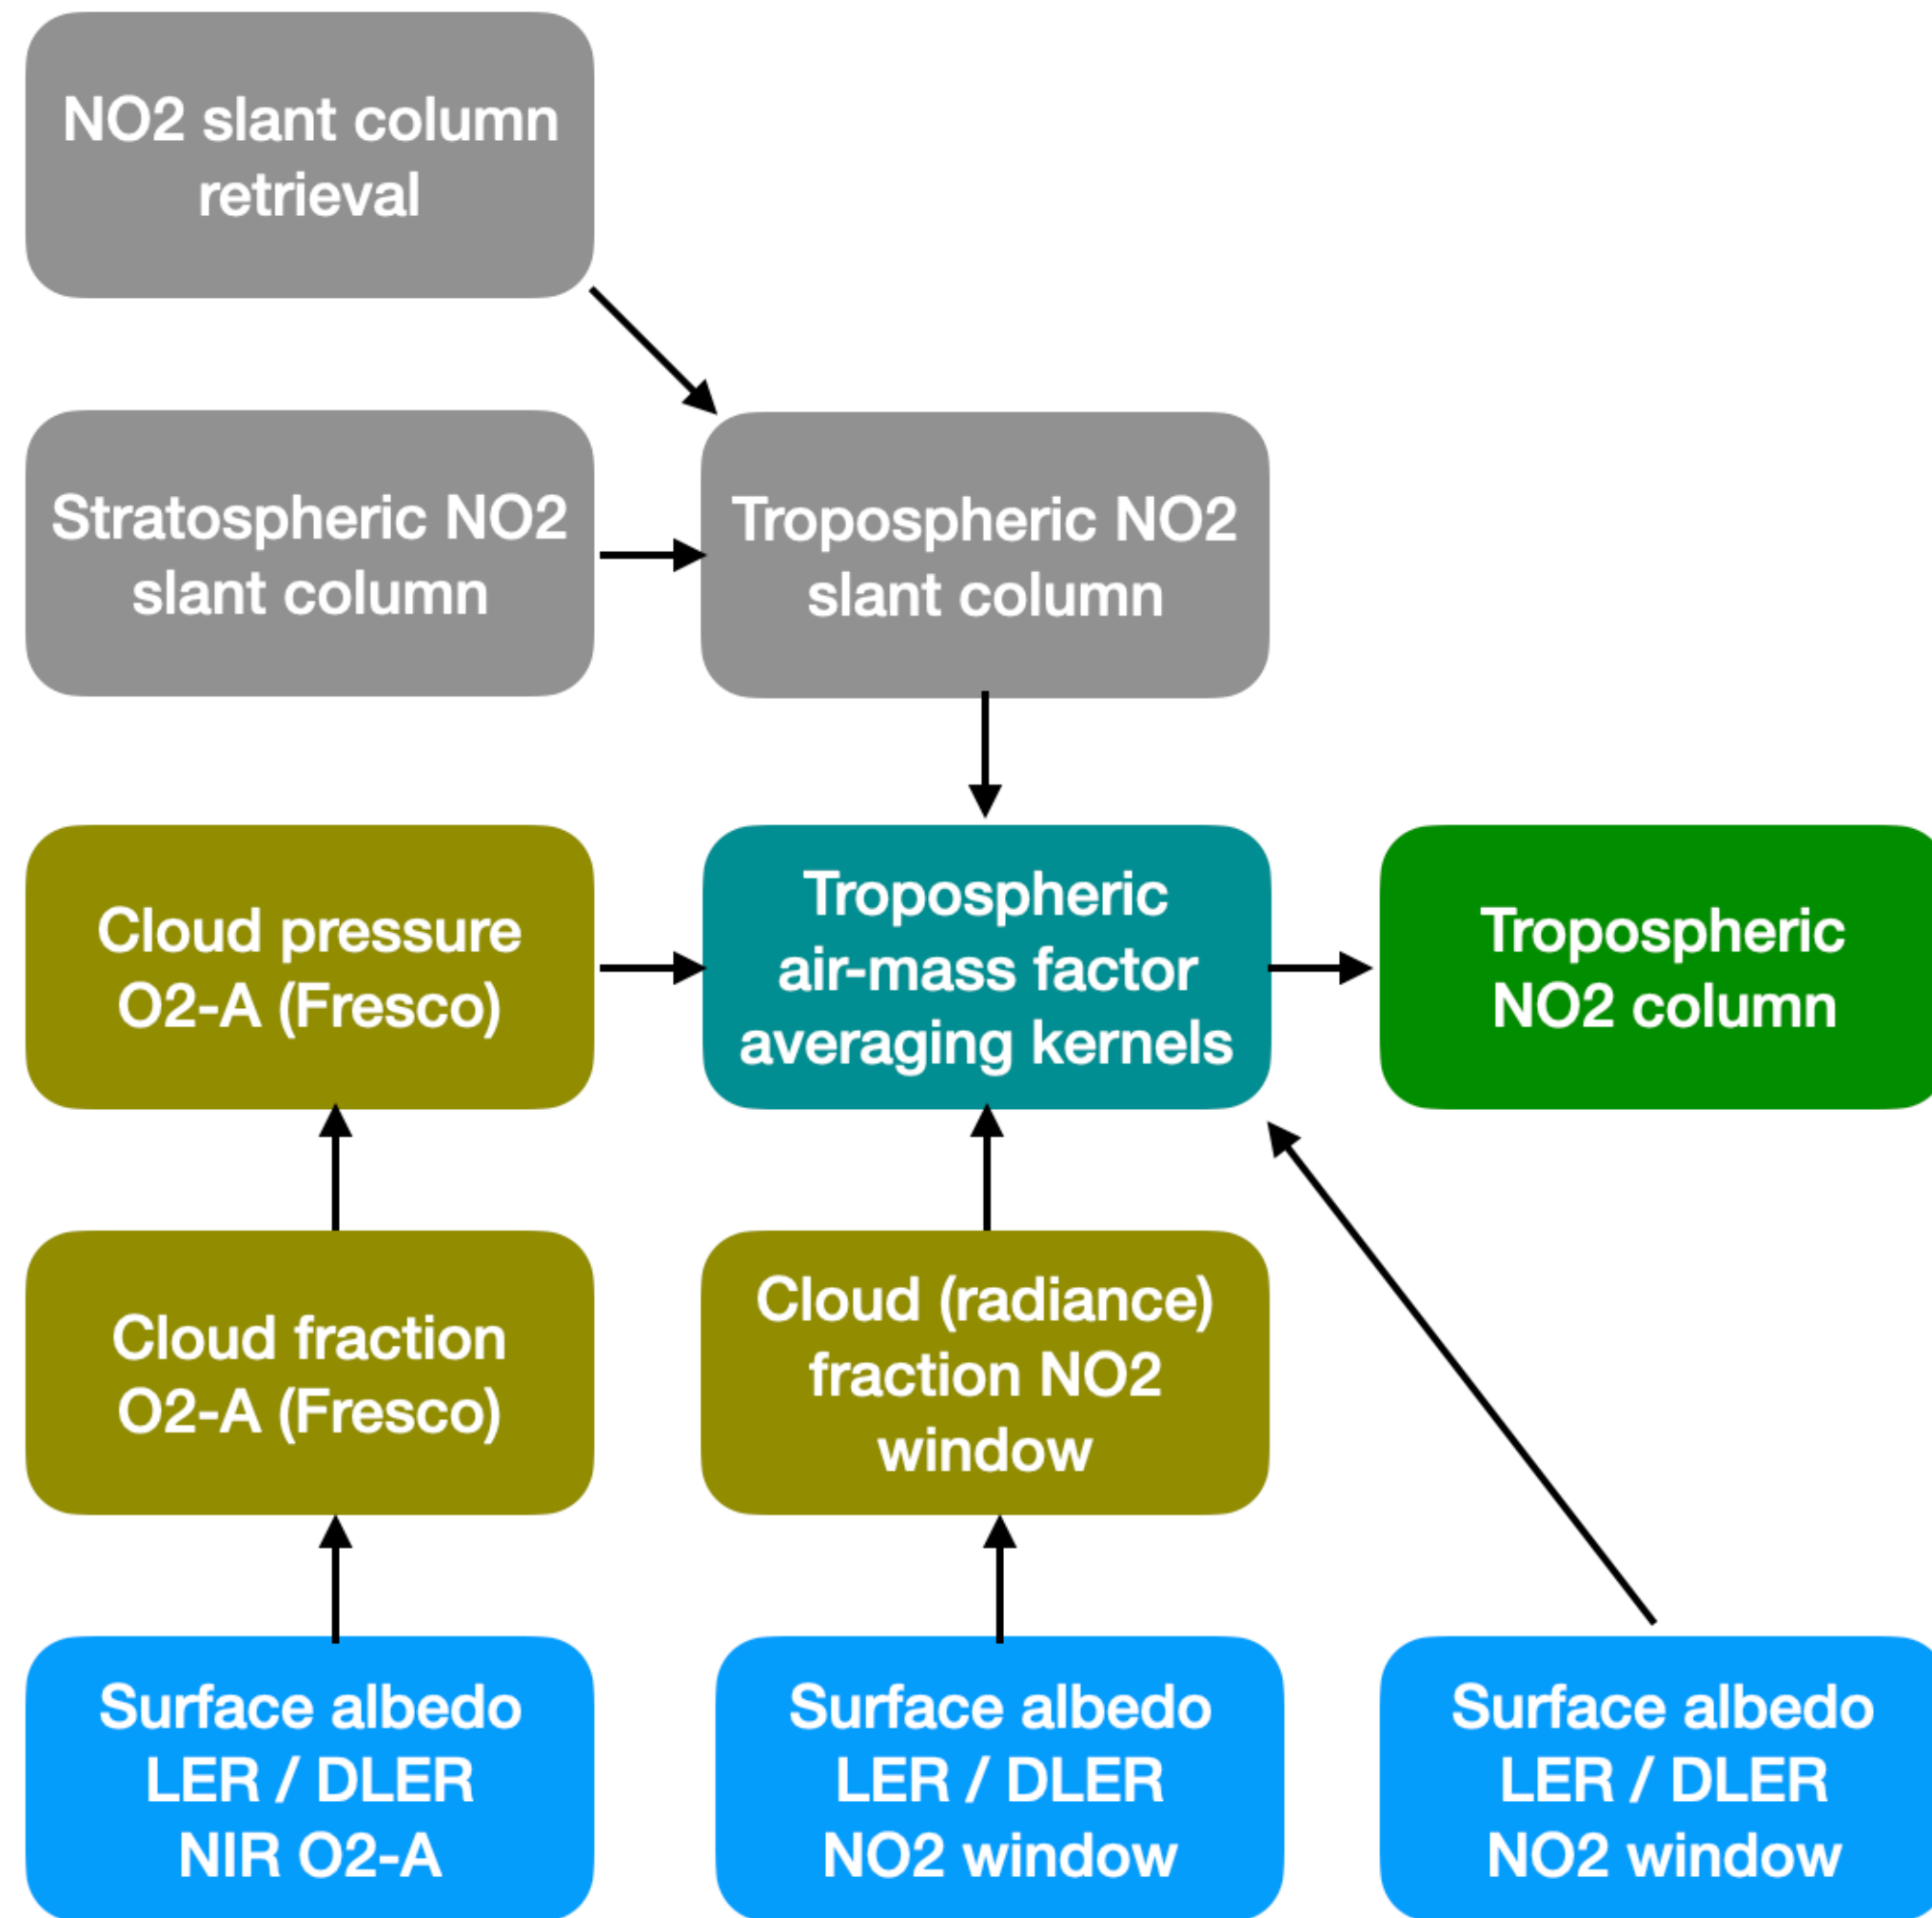 NO2 slant column
retrieval
Stratospheric NO2
slant column
Tropospheric NO2
slant column
Cloud pressure
O2-A (Fresco)
Tropospheric
air-mass factor
averaging kernels
Tropospheric
NO2 column
Cloud fraction
O2-A (Fresco)
Cloud (radiance)
fraction NO2
window
Surface albedo
LER / DLER
NIR O2-A
Surface albedo
LER / DLER
NO2 window
Surface albedo
LER / DLER
NO2 window